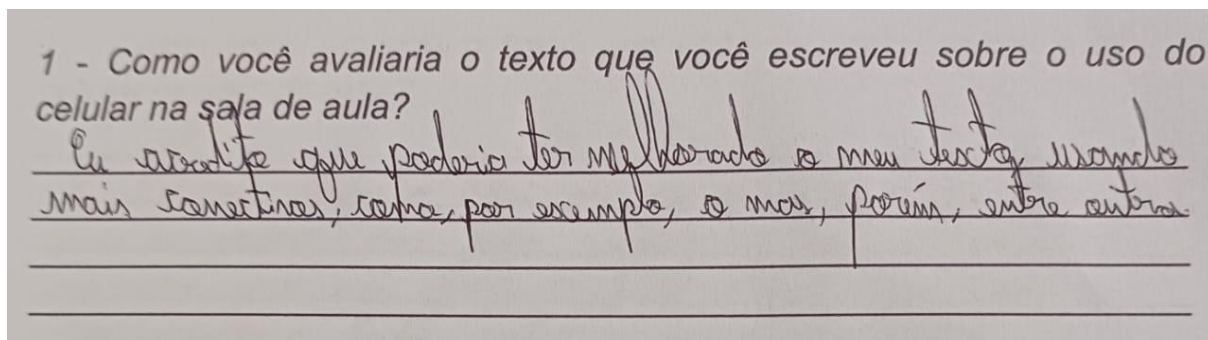 1 - Como você avaliaria o texto que você escreveu sobre o uso do
celular na sala de aula?
Eu acredito que poderia ter melhorado o meu texto, usando
mais conectivos, como, por exemplo, o mas, porém, entre outros.